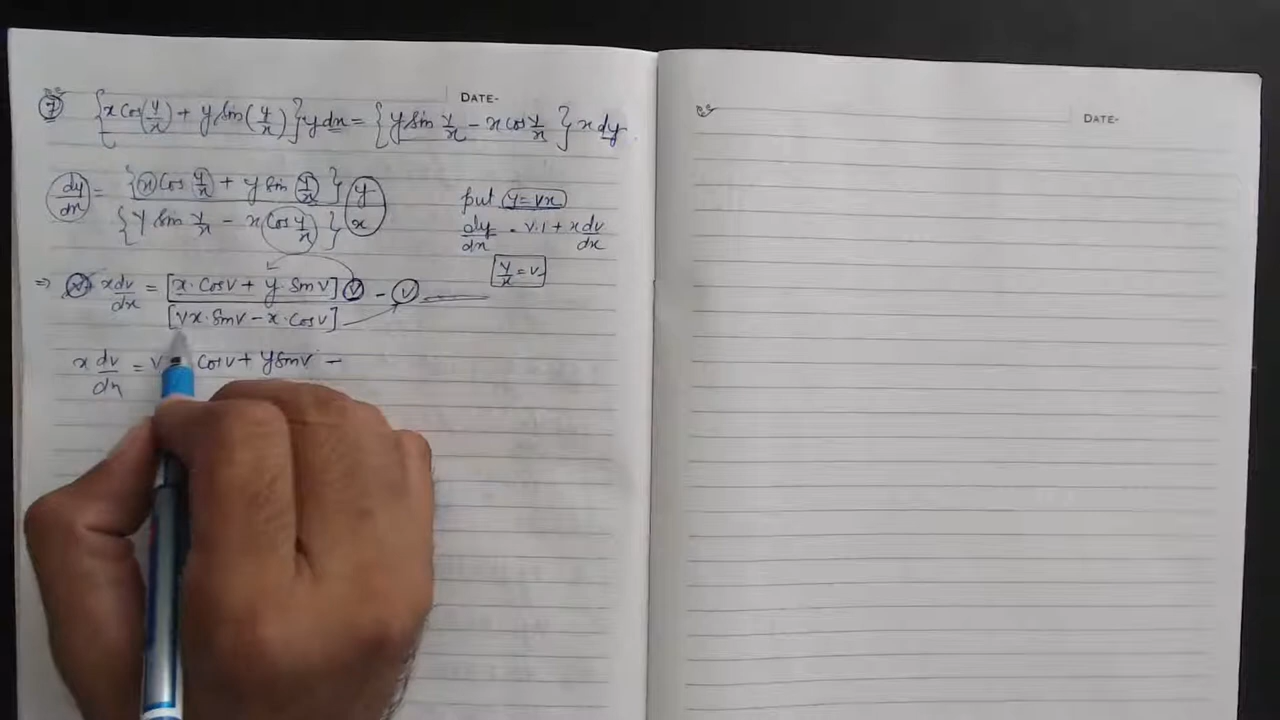 DATE-
⑦ {x cos(y/x) + y sin(y/x)} y dx = {y sin y/x - x cos y/x} x dy
dy/dx = {x cos y/x + y sin y/x} y / {y sin y/x - x cos y/x} x
put y = vx
dy/dx = v.1 + x dv/dx
y/x = v
⇒ x dv/dx = [x. cos v + y. sin v] v / [vx. sin v - x. cos v] - v
x dv/dx = v cos v + y sin v -
DATE-